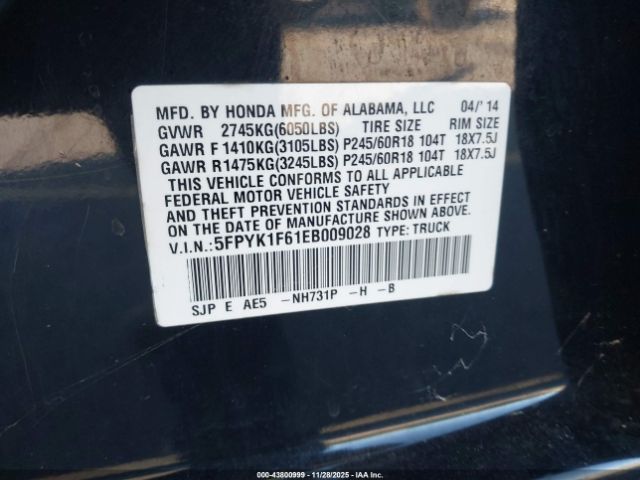 MFD. BY HONDA MFG. OF ALABAMA, LLC 04/'14
GVWR 2745KG(6050LBS) TIRE SIZE RIM SIZE
GAWR F 1410KG(3105LBS) P245/60R18 104T 18X7.5J
GAWR R 1475KG(3245LBS) P245/60R18 104T 18X7.5J
THIS VEHICLE CONFORMS TO ALL APPLICABLE
FEDERAL MOTOR VEHICLE SAFETY
AND THEFT PREVENTION STANDARDS IN EFFECT
ON THE DATE OF MANUFACTURE SHOWN ABOVE.
V.I.N.: 5FPYK1F61EB009028 TYPE: TRUCK
SJP E AE5 -NH731P -H -B
000-43800999 - 11/28/2025 - IAA Inc.